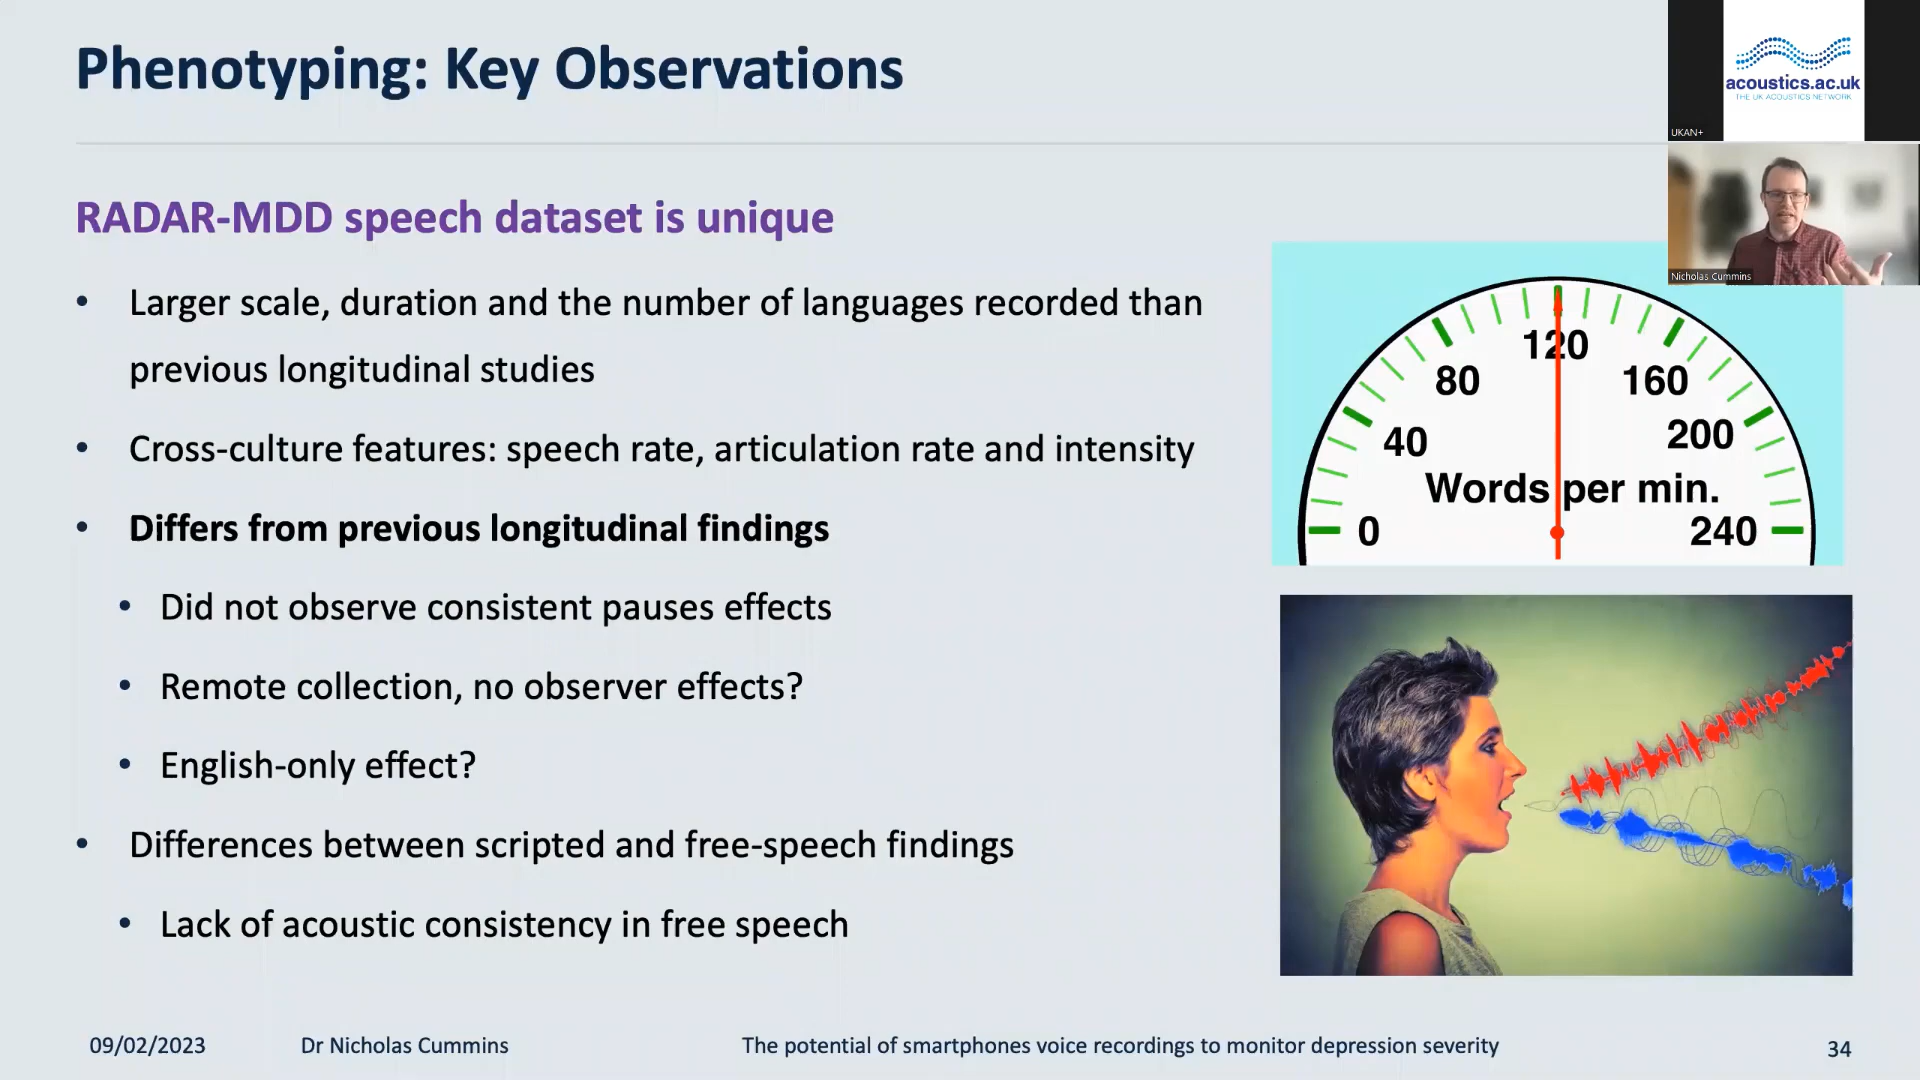 Phenotyping: Key Observations
acoustics.ac.uk
THE UK ACOUSTICS NETWORK
UKAN+
Nicholas Cummins
RADAR-MDD speech dataset is unique
• Larger scale, duration and the number of languages recorded than
previous longitudinal studies
• Cross-culture features: speech rate, articulation rate and intensity
• Differs from previous longitudinal findings
• Did not observe consistent pauses effects
• Remote collection, no observer effects?
• English-only effect?
• Differences between scripted and free-speech findings
• Lack of acoustic consistency in free speech
120
80 160
40 200
Words per min.
0 240
09/02/2023 Dr Nicholas Cummins The potential of smartphones voice recordings to monitor depression severity 34